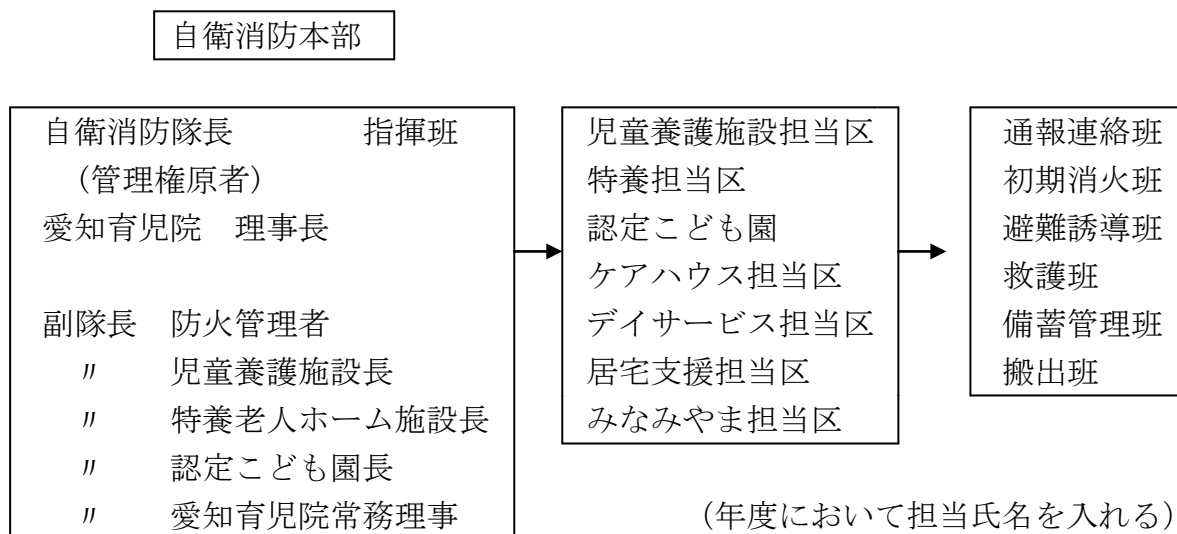 自衛消防本部
自衛消防隊長　　　　指揮班
（管理権原者）
愛知育児院　理事長
副隊長　防火管理者
〃　児童養護施設長
〃　特養老人ホーム施設長
〃　認定こども園長
〃　愛知育児院常務理事
児童養護施設担当区
特養担当区
認定こども園
ケアハウス担当区
デイサービス担当区
居宅支援担当区
みなみやま担当区
通報連絡班
初期消火班
避難誘導班
救護班
備蓄管理班
搬出班
（年度において担当氏名を入れる）